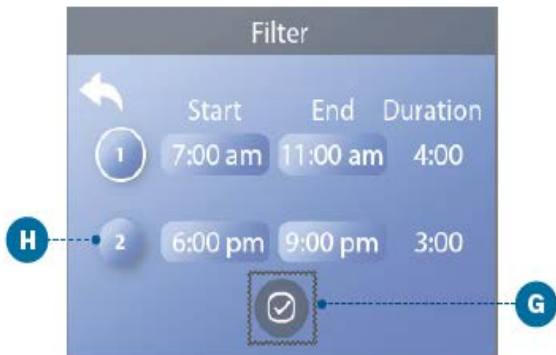 Filter
Start End Duration
1 7:00 am 11:00 am 4:00
H 2 6:00 pm 9:00 pm 3:00
G